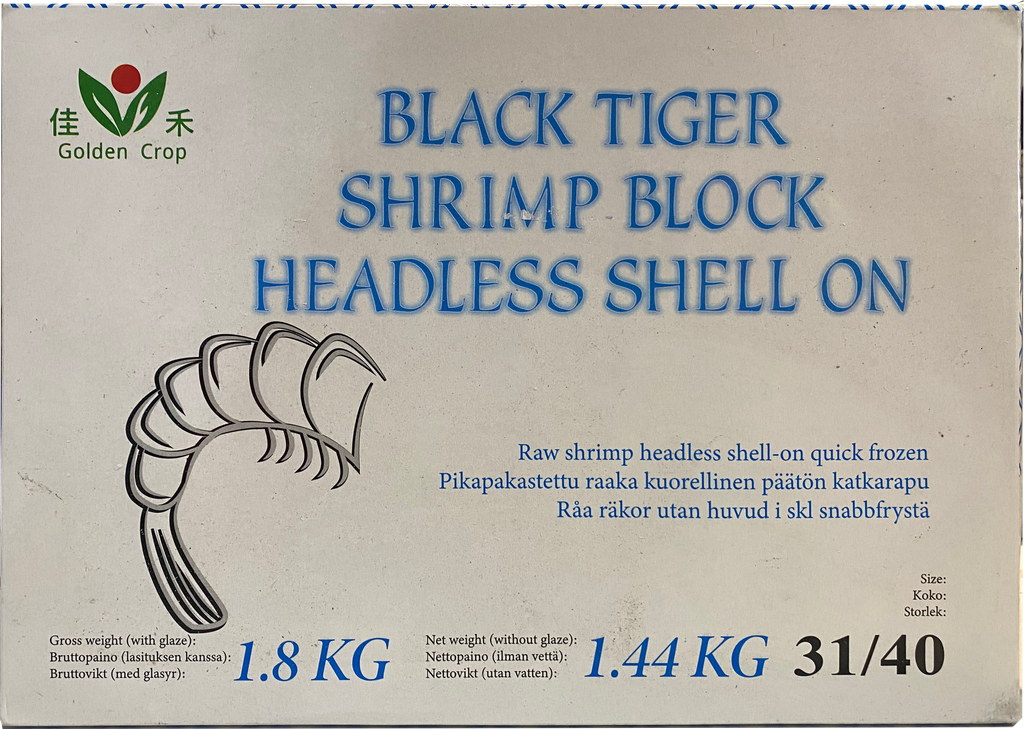 佳 禾
Golden Crop
BLACK TIGER
SHRIMP BLOCK
HEADLESS SHELL ON
Raw shrimp headless shell-on quick frozen
Pikapakastettu raaka kuorellinen päätön katkarapu
Råa räkor utan huvud i skl snabbfrystä
Size:
Koko:
Storlek:
31/40
Gross weight (with glaze):
Bruttopaino (lasituksen kanssa):
Bruttovikt (med glasyr):
1.8 KG
Net weight (without glaze):
Nettopaino (ilman vettä):
Nettovikt (utan vatten):
1.44 KG